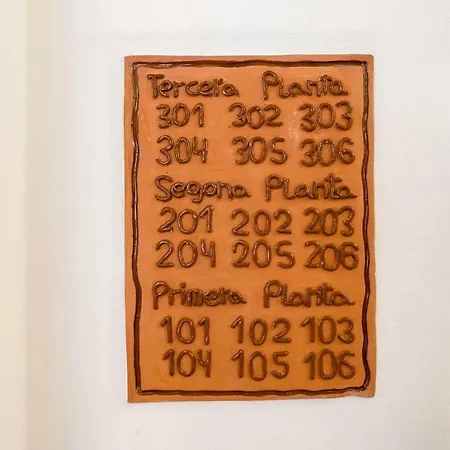 Tercera Planta
301 302 303
304 305 306
Segona Planta
201 202 203
204 205 206
Primera Planta
101 102 103
104 105 106